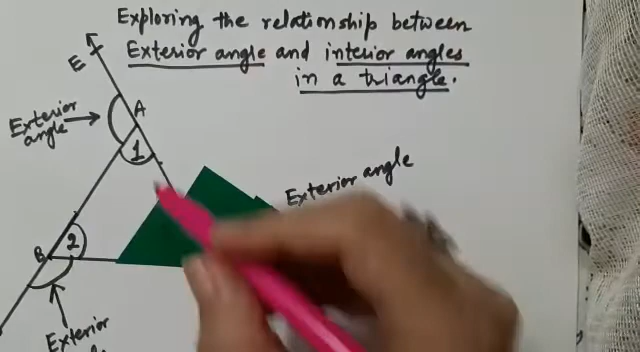 Exploring the relationship between
Exterior angle and interior angles
in a triangle.
E
A
Exterior
angle
1
Exterior angle
2
B
Exterior